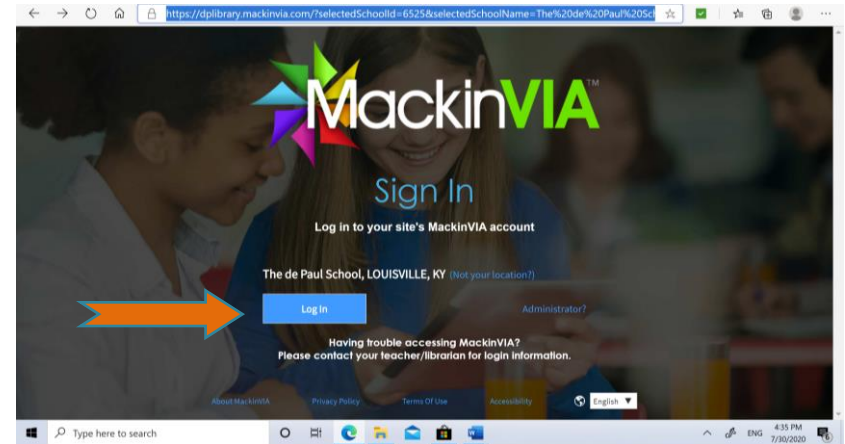 https://dplibrary.mackinvia.com/?selectedSchoolId=6525&selectedSchoolName=The%20de%20Paul%20Sch
MackinVIA™
Sign In
Log in to your site's MackinVIA account
The de Paul School, LOUISVILLE, KY (Not your location?)
Log In Administrator?
Having trouble accessing MackinVIA?
Please contact your teacher/librarian for login information.
About MackinVIA Privacy Policy Terms Of Use Accessibility English
Type here to search ENG 4:35 PM
7/30/2020